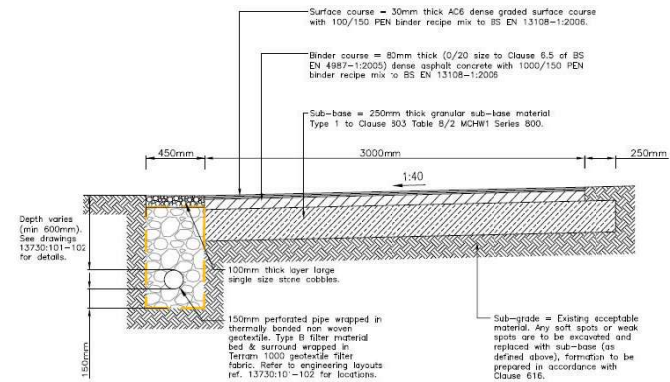 Surface course = 30mm thick AC6 dense graded surface course
with 100/150 PEN binder recipe mix to BS EN 13108-1:2006.
Binder course = 80mm thick (0/20 size to Clause 6.5 of BS
EN 4987-1:2005) dense asphalt concrete with 1000/150 PEN
binder recipe mix to BS EN 13108-1:2006
Sub-base = 250mm thick granular sub-base material
Type 1 to Clause 803 Table 8/2 MCHW1 Series 800.
450mm
3000mm
250mm
1:40
Depth varies
(min 600mm).
See drawings
13730:101-102
for details.
100mm thick layer large
single size stone cobbles.
150mm perforated pipe wrapped in
thermally bonded non woven
geotextile. Type B filter material
bed & surround wrapped in
Terram 1000 geotextile filter
fabric. Refer to engineering layouts
ref. 13730:101-102 for locations.
150mm
Sub-grade = Existing acceptable
material. Any soft spots or weak
spots are to be excavated and
replaced with sub-base (as
defined above), formation to be
prepared in accordance with
Clause 616.